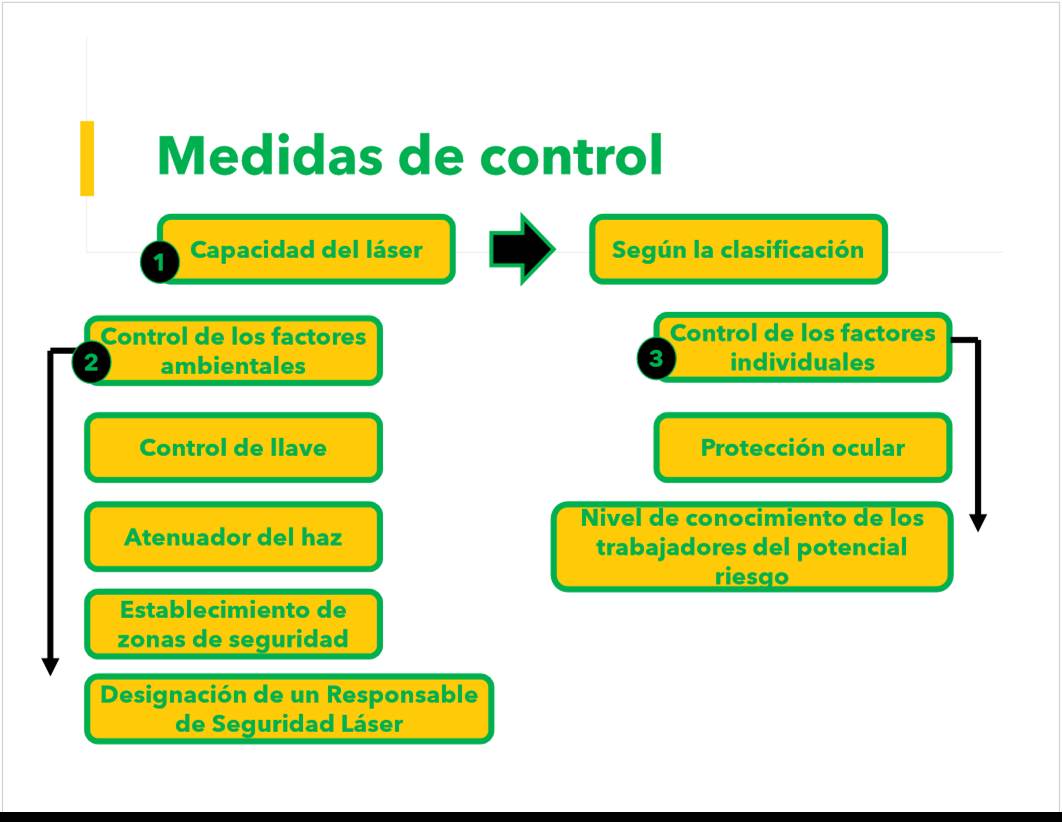 Medidas de control
1
Capacidad del láser
Según la clasificación
2
Control de los factores
ambientales
Control de llave
Atenuador del haz
Establecimiento de
zonas de seguridad
Designación de un Responsable
de Seguridad Láser
3
Control de los factores
individuales
Protección ocular
Nivel de conocimiento de los
trabajadores del potencial
riesgo